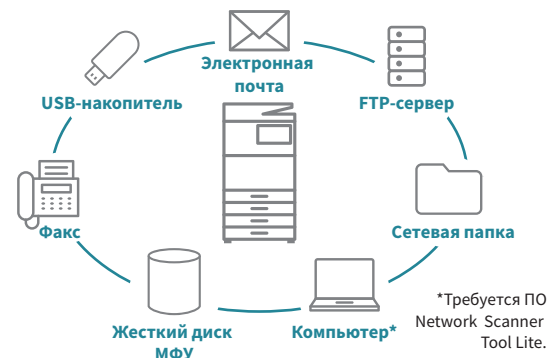 Электронная
почта
USB-накопитель
FTP-сервер
Факс
Сетевая папка
Жесткий диск
МФУ
Компьютер*
*Требуется ПО
Network Scanner
Tool Lite.